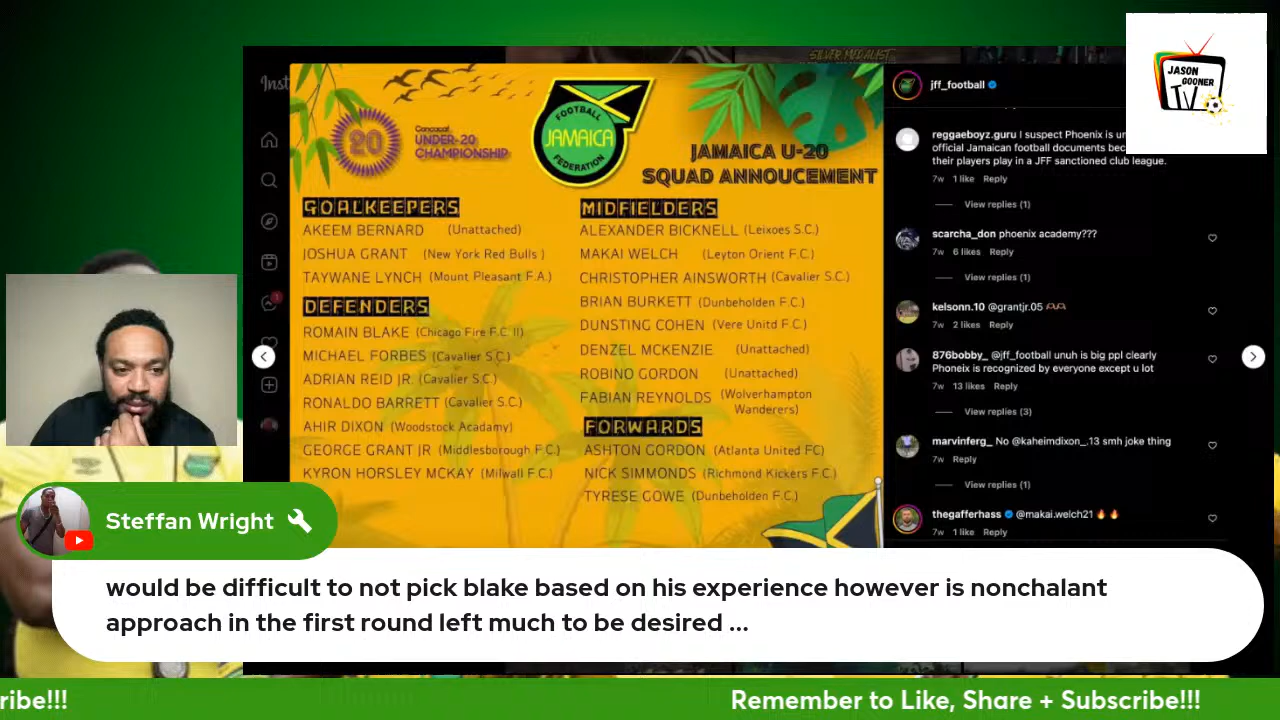 SILVER MEDALIST
Inst
20
Concacaf
UNDER-20
CHAMPIONSHIP
FOOTBALL
JAMAICA
FEDERATION
JAMAICA U-20
SQUAD ANNOUCEMENT
GOALKEEPERS
AKEEM BERNARD (Unattached)
JOSHUA GRANT (New York Red Bulls )
TAYWANE LYNCH (Mount Pleasant F.A.)
DEFENDERS
ROMAIN BLAKE (Chicago Fire F.C. II)
MICHAEL FORBES (Cavalier S.C.)
ADRIAN REID JR. (Cavalier S.C.)
RONALDO BARRETT (Cavalier S.C.)
AHIR DIXON (Woodstock Acadamy)
GEORGE GRANT JR (Middlesborough F.C.)
KYRON HORSLEY MCKAY (Milwall F.C.)
MIDFIELDERS
ALEXANDER BICKNELL (Leixoes S.C.)
MAKAI WELCH (Leyton Orient F.C.)
CHRISTOPHER AINSWORTH (Cavalier S.C.)
BRIAN BURKETT (Dunbeholden F.C.)
DUNSTING COHEN (Vere Unitd F.C.)
DENZEL MCKENZIE (Unattached)
ROBINO GORDON (Unattached)
FABIAN REYNOLDS (Wolverhampton
Wanderers)
FORWARDS
ASHTON GORDON (Atlanta United FC)
NICK SIMMONDS (Richmond Kickers F.C.)
TYRESE GOWE (Dunbeholden F.C.)
jff_football
reggaeboyz.guru I suspect Phoenix is un
official Jamaican football documents bec
their players play in a JFF sanctioned club league.
7w 1 like Reply
View replies (1)
scarcha_don phoenix academy???
7w 6 likes Reply
View replies (1)
kelsonn.10 @grantjr.05
7w 2 likes Reply
876bobby_ @jff_football unuh is big ppl clearly
Phoneix is recognized by everyone except u lot
7w 13 likes Reply
View replies (3)
marvinferg_ No @kaheimdixon_.13 smh joke thing
7w Reply
View replies (1)
thegafferhass @makai.welch21 🔥🔥
7w 1 like Reply
JASON
GOONER
TV
Steffan Wright
would be difficult to not pick blake based on his experience however is nonchalant
approach in the first round left much to be desired ...
ribe!!! Remember to Like, Share + Subscribe!!!